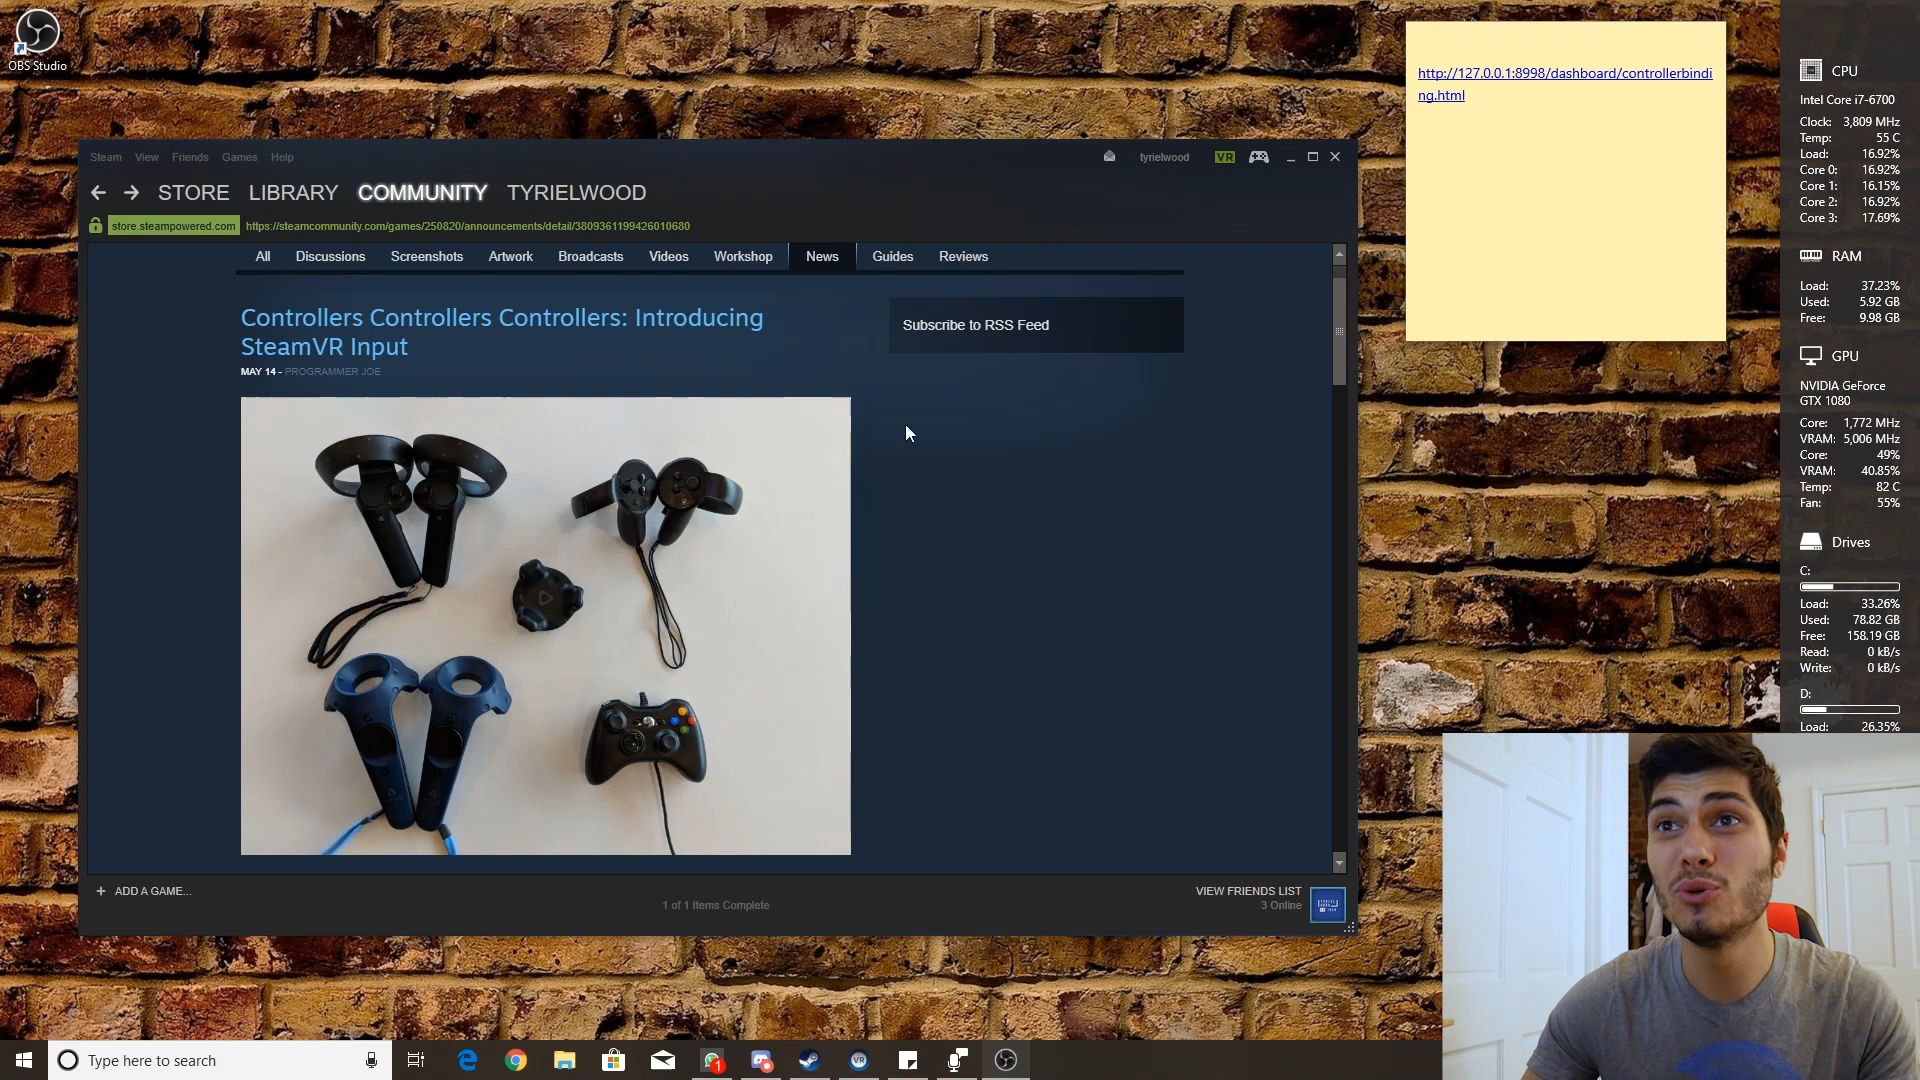 OBS Studio
http://127.0.0.1:8998/dashboard/controllerbindi
ng.html
Steam View Friends Games Help
tyrielwood VR
STORE LIBRARY COMMUNITY TYRIELWOOD
store.steampowered.com https://steamcommunity.com/games/250820/announcements/detail/3809361199426010680
All Discussions Screenshots Artwork Broadcasts Videos Workshop News Guides Reviews
Controllers Controllers Controllers: Introducing
SteamVR Input
MAY 14 - PROGRAMMER JOE
Subscribe to RSS Feed
+ ADD A GAME...
1 of 1 Items Complete
VIEW FRIENDS LIST
3 Online
CPU
Intel Core i7-6700
Clock: 3,809 MHz
Temp: 55 C
Load: 16.92%
Core 0: 16.92%
Core 1: 16.15%
Core 2: 16.92%
Core 3: 17.69%
RAM
Load: 37.23%
Used: 5.92 GB
Free: 9.98 GB
GPU
NVIDIA GeForce
GTX 1080
Core: 1,772 MHz
VRAM: 5,006 MHz
Core: 49%
VRAM: 40.85%
Temp: 82 C
Fan: 55%
Drives
C:
Load: 33.26%
Used: 78.82 GB
Free: 158.19 GB
Read: 0 kB/s
Write: 0 kB/s
D:
Load: 26.35%
Type here to search
1
VR